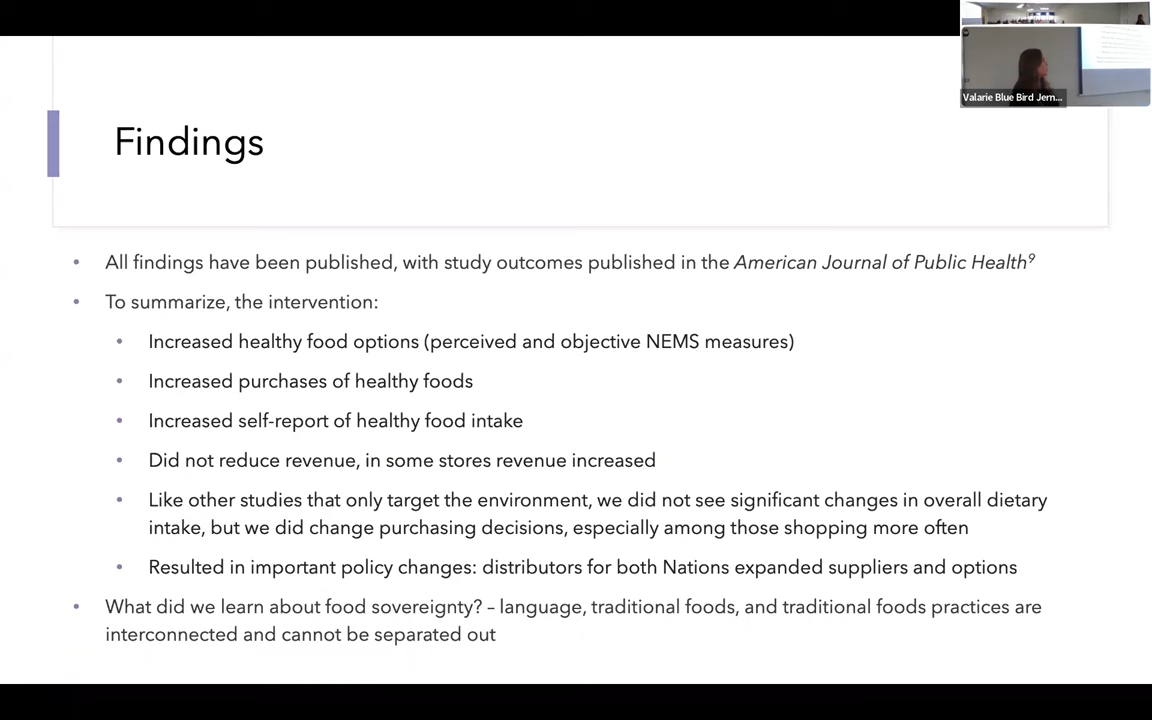 Valarie Blue Bird Jern...
Findings
• All findings have been published, with study outcomes published in the American Journal of Public Health⁹
• To summarize, the intervention:
• Increased healthy food options (perceived and objective NEMS measures)
• Increased purchases of healthy foods
• Increased self-report of healthy food intake
• Did not reduce revenue, in some stores revenue increased
• Like other studies that only target the environment, we did not see significant changes in overall dietary
intake, but we did change purchasing decisions, especially among those shopping more often
• Resulted in important policy changes: distributors for both Nations expanded suppliers and options
• What did we learn about food sovereignty? – language, traditional foods, and traditional foods practices are
interconnected and cannot be separated out